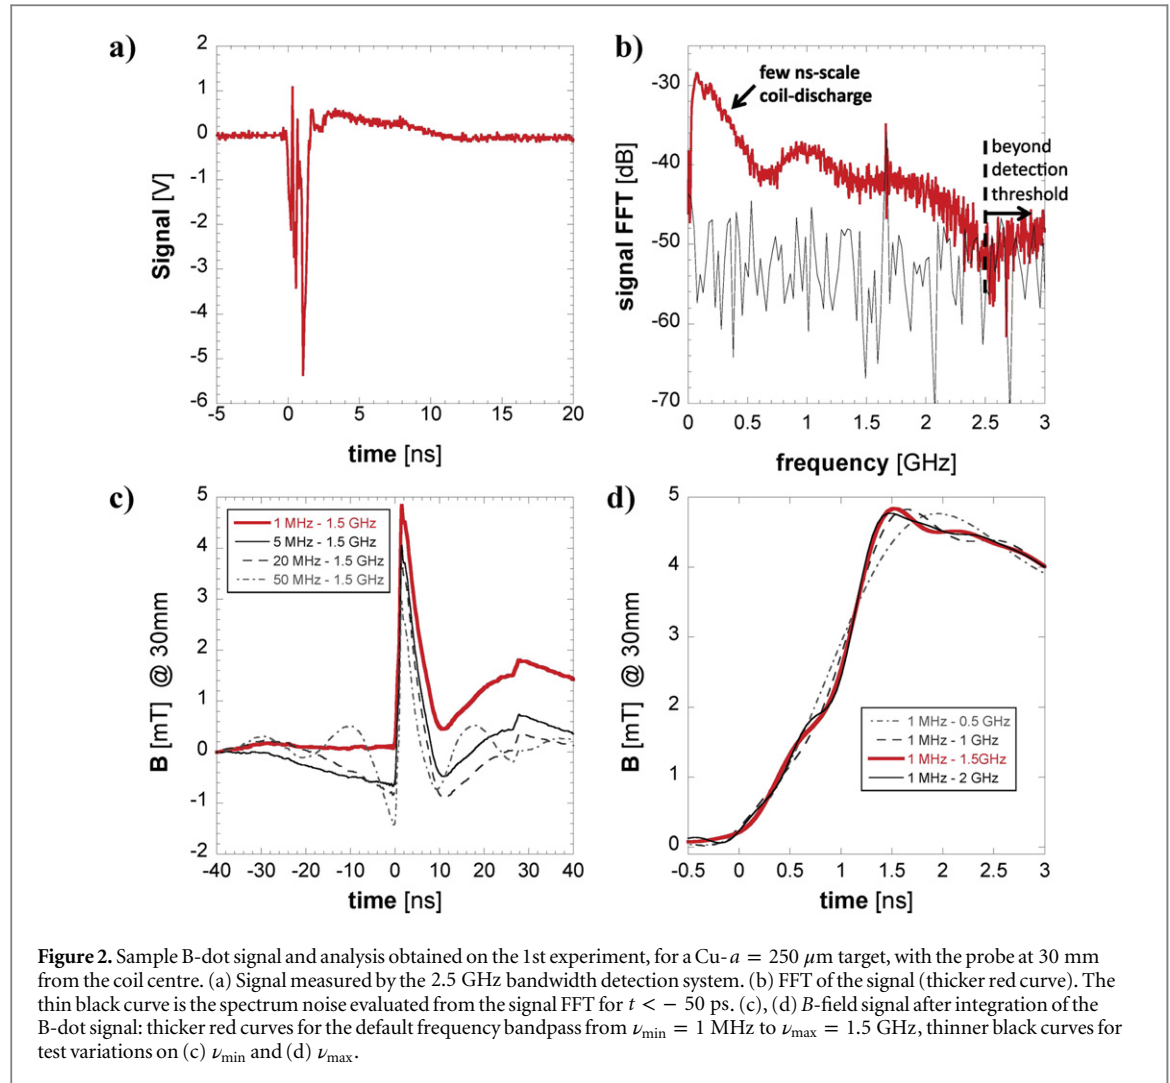 a)
2
1
0
-1
-2
-3
-4
-5
-6
Signal [V]
-5
0
5
10
15
20
time [ns]
b)
-30
-40
-50
-60
-70
signal FFT [dB]
few ns-scale
coil-discharge
beyond
detection
threshold
0
0.5
1
1.5
2
2.5
3
frequency [GHz]
c)
5
4
3
2
1
0
-1
-2
B [mT] @ 30mm
1 MHz - 1.5 GHz
5 MHz - 1.5 GHz
20 MHz - 1.5 GHz
50 MHz - 1.5 GHz
-40
-30
-20
-10
0
10
20
30
40
time [ns]
d)
5
4
3
2
1
0
B [mT] @ 30mm
1 MHz - 0.5 GHz
1 MHz - 1 GHz
1 MHz - 1.5GHz
1 MHz - 2 GHz
-0.5
0
0.5
1
1.5
2
2.5
3
time [ns]
Figure 2. Sample B-dot signal and analysis obtained on the 1st experiment, for a Cu-a = 250 μm target, with the probe at 30 mm
from the coil centre. (a) Signal measured by the 2.5 GHz bandwidth detection system. (b) FFT of the signal (thicker red curve). The
thin black curve is the spectrum noise evaluated from the signal FFT for t < − 50 ps. (c), (d) B-field signal after integration of the
B-dot signal: thicker red curves for the default frequency bandpass from νmin = 1 MHz to νmax = 1.5 GHz, thinner black curves for
test variations on (c) νmin and (d) νmax.